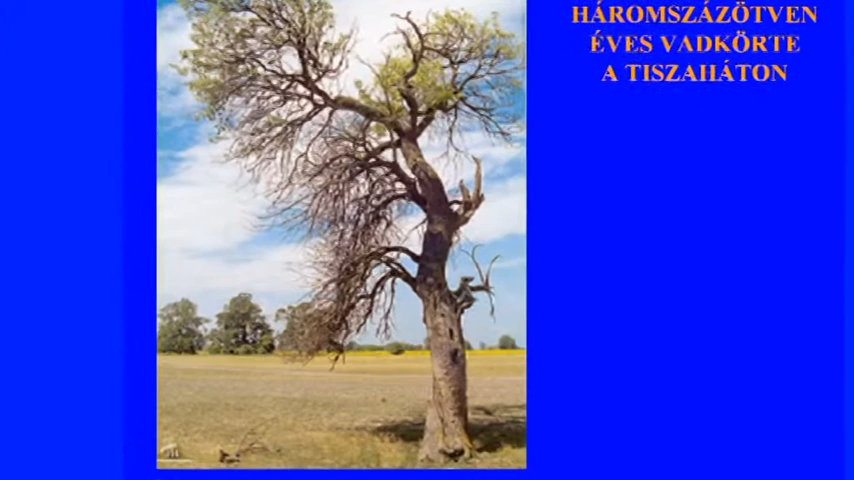 HÁROMSZÁZÖTVEN
ÉVES VADKÖRTE
A TISZAHÁTON